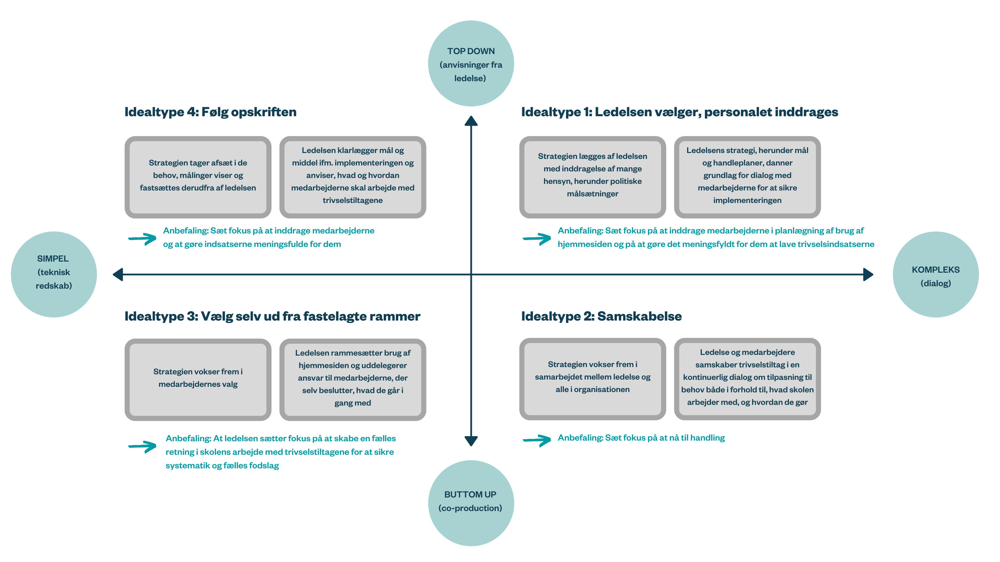 TOP DOWN
(anvisninger fra
ledelse)
Idealtype 4: Følg opskriften
Strategien tager afsæt i de
behov, målinger viser og
fastsættes derudfra af ledelsen
Ledelsen klarlægger mål og
middel ifm. implementeringen og
anviser, hvad og hvordan
medarbejderne skal arbejde med
trivselstiltagene
Anbefaling: Sæt fokus på at inddrage medarbejderne
og at gøre indsatserne meningsfulde for dem
Idealtype 1: Ledelsen vælger, personalet inddrages
Strategien lægges af ledelsen
med inddragelse af mange
hensyn, herunder politiske
målsætninger
Ledelsens strategi, herunder mål
og handleplaner, danner
grundlag for dialog med
medarbejderne for at sikre
implementeringen
Anbefaling: Sæt fokus på at inddrage medarbejderne i planlægning af brug af
hjemmesiden og på at gøre det meningsfyldt for dem at lave trivselsindsatserne
SIMPEL
(teknisk
redskab)
KOMPLEKS
(dialog)
Idealtype 3: Vælg selv ud fra fastelagte rammer
Strategien vokser frem i
medarbejdernes valg
Ledelsen rammesætter brug af
hjemmesiden og uddelegerer
ansvar til medarbejderne, der
selv beslutter, hvad de går i
gang med
Anbefaling: At ledelsen sætter fokus på at skabe en fælles
retning i skolens arbejde med trivselstiltagene for at sikre
systematik og fælles fodslag
Idealtype 2: Samskabelse
Strategien vokser frem i
samarbejdet mellem ledelse og
alle i organisationen
Ledelse og medarbejdere
samskaber trivselstiltag i en
kontinuerlig dialog om tilpasning til
behov både i forhold til, hvad skolen
arbejder med, og hvordan de gør
Anbefaling: Sæt fokus på at nå til handling
BUTTOM UP
(co-production)